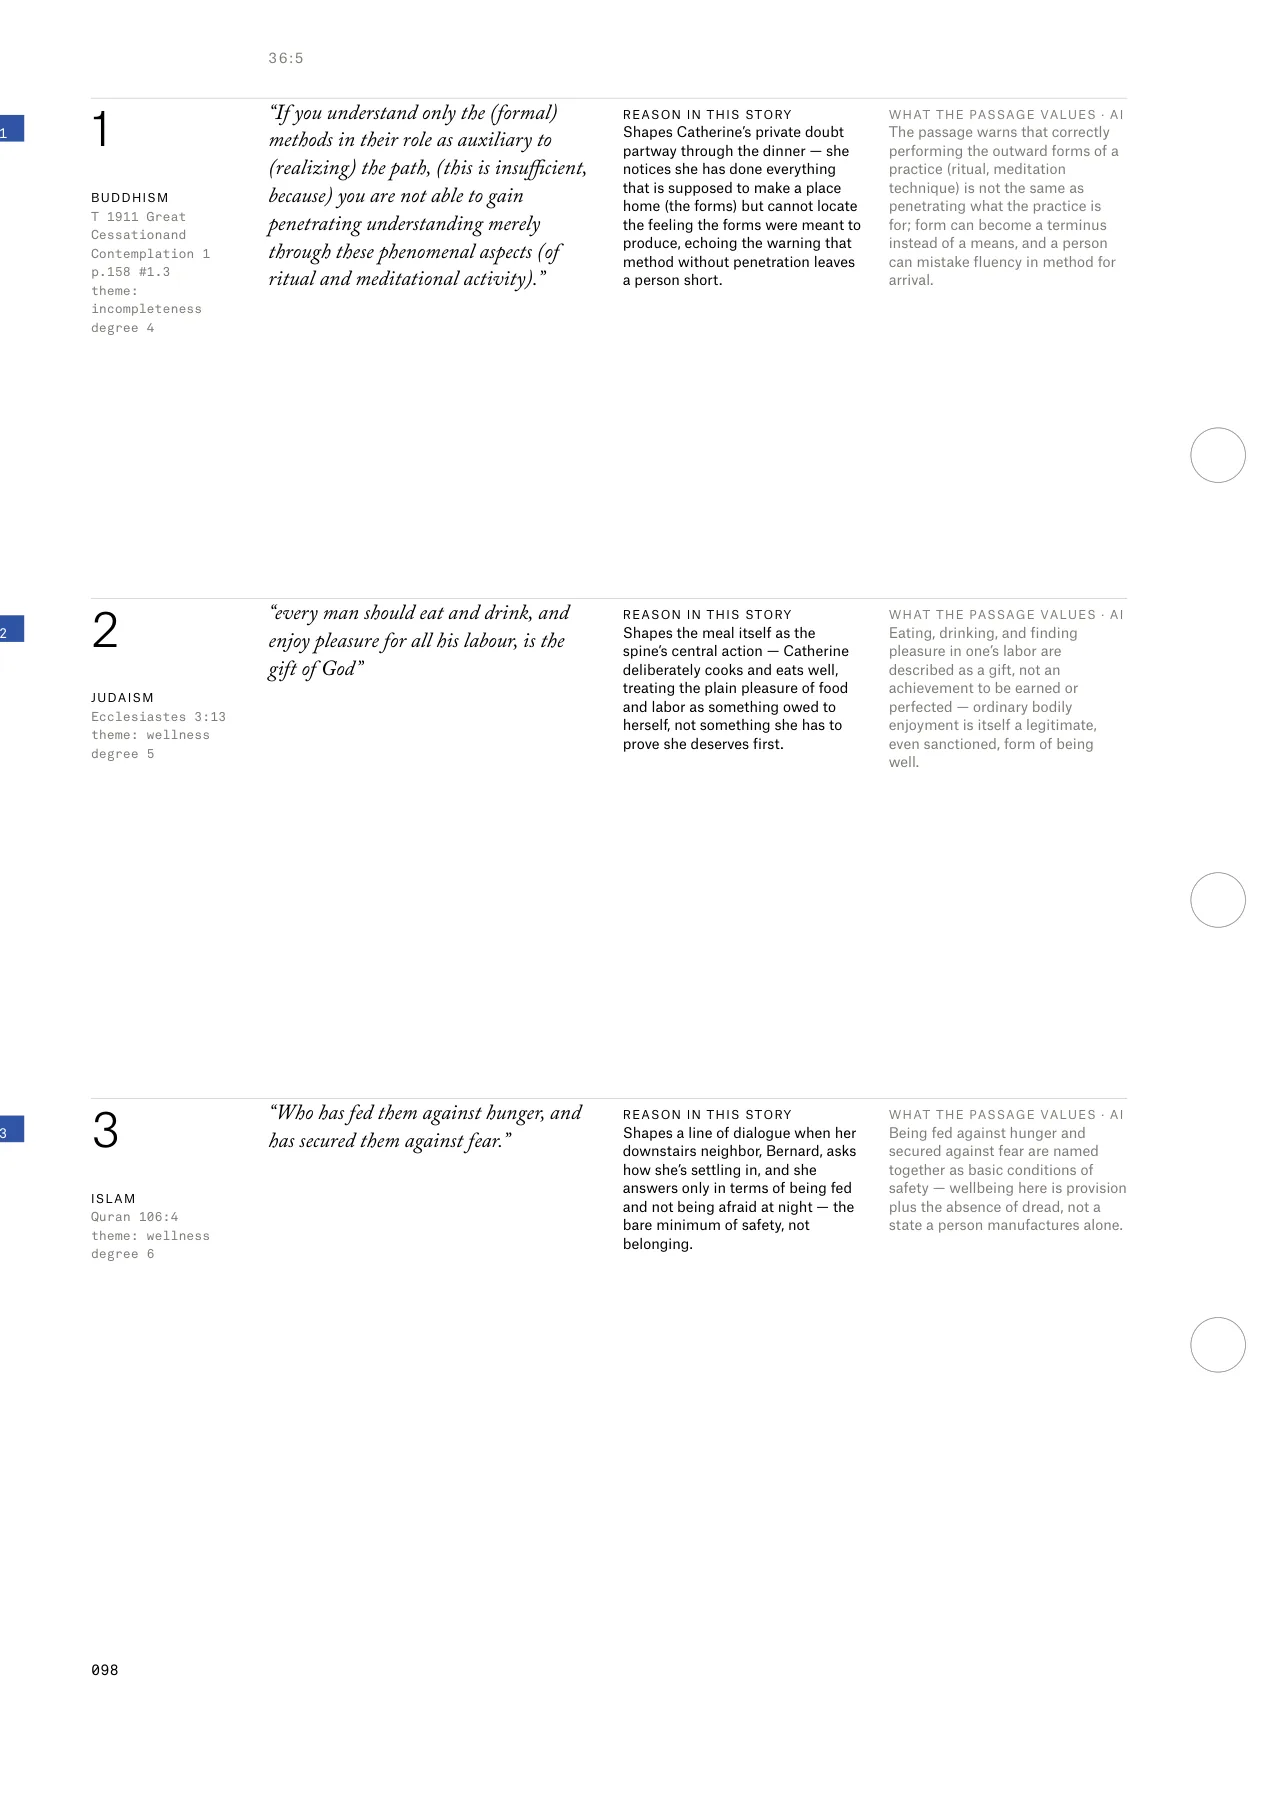 36:5
1
1
BUDDHISM
T 1911 Great
Cessationand
Contemplation 1
p.158 #1.3
theme:
incompleteness
degree 4
“If you understand only the (formal)
methods in their role as auxiliary to
(realizing) the path, (this is insufficient,
because) you are not able to gain
penetrating understanding merely
through these phenomenal aspects (of
ritual and meditational activity).”
REASON IN THIS STORY
Shapes Catherine’s private doubt
partway through the dinner — she
notices she has done everything
that is supposed to make a place
home (the forms) but cannot locate
the feeling the forms were meant to
produce, echoing the warning that
method without penetration leaves
a person short.
WHAT THE PASSAGE VALUES · AI
The passage warns that correctly
performing the outward forms of a
practice (ritual, meditation
technique) is not the same as
penetrating what the practice is
for; form can become a terminus
instead of a means, and a person
can mistake fluency in method for
arrival.
2
2
JUDAISM
Ecclesiastes 3:13
theme: wellness
degree 5
“every man should eat and drink, and
enjoy pleasure for all his labour, is the
gift of God”
REASON IN THIS STORY
Shapes the meal itself as the
spine’s central action — Catherine
deliberately cooks and eats well,
treating the plain pleasure of food
and labor as something owed to
herself, not something she has to
prove she deserves first.
WHAT THE PASSAGE VALUES · AI
Eating, drinking, and finding
pleasure in one’s labor are
described as a gift, not an
achievement to be earned or
perfected — ordinary bodily
enjoyment is itself a legitimate,
even sanctioned, form of being
well.
3
3
ISLAM
Quran 106:4
theme: wellness
degree 6
“Who has fed them against hunger, and
has secured them against fear.”
REASON IN THIS STORY
Shapes a line of dialogue when her
downstairs neighbor, Bernard, asks
how she’s settling in, and she
answers only in terms of being fed
and not being afraid at night — the
bare minimum of safety, not
belonging.
WHAT THE PASSAGE VALUES · AI
Being fed against hunger and
secured against fear are named
together as basic conditions of
safety — wellbeing here is provision
plus the absence of dread, not a
state a person manufactures alone.
098